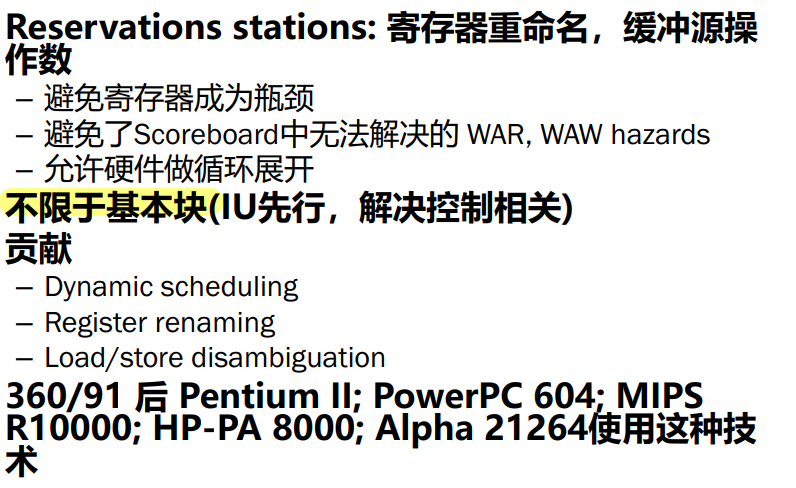 Reservations stations: 寄存器重命名，缓冲源操
作数
– 避免寄存器成为瓶颈
– 避免了Scoreboard中无法解决的 WAR, WAW hazards
– 允许硬件做循环展开
不限于基本块(IU先行，解决控制相关)
贡献
– Dynamic scheduling
– Register renaming
– Load/store disambiguation
360/91 后 Pentium II; PowerPC 604; MIPS
R10000; HP-PA 8000; Alpha 21264使用这种技
术